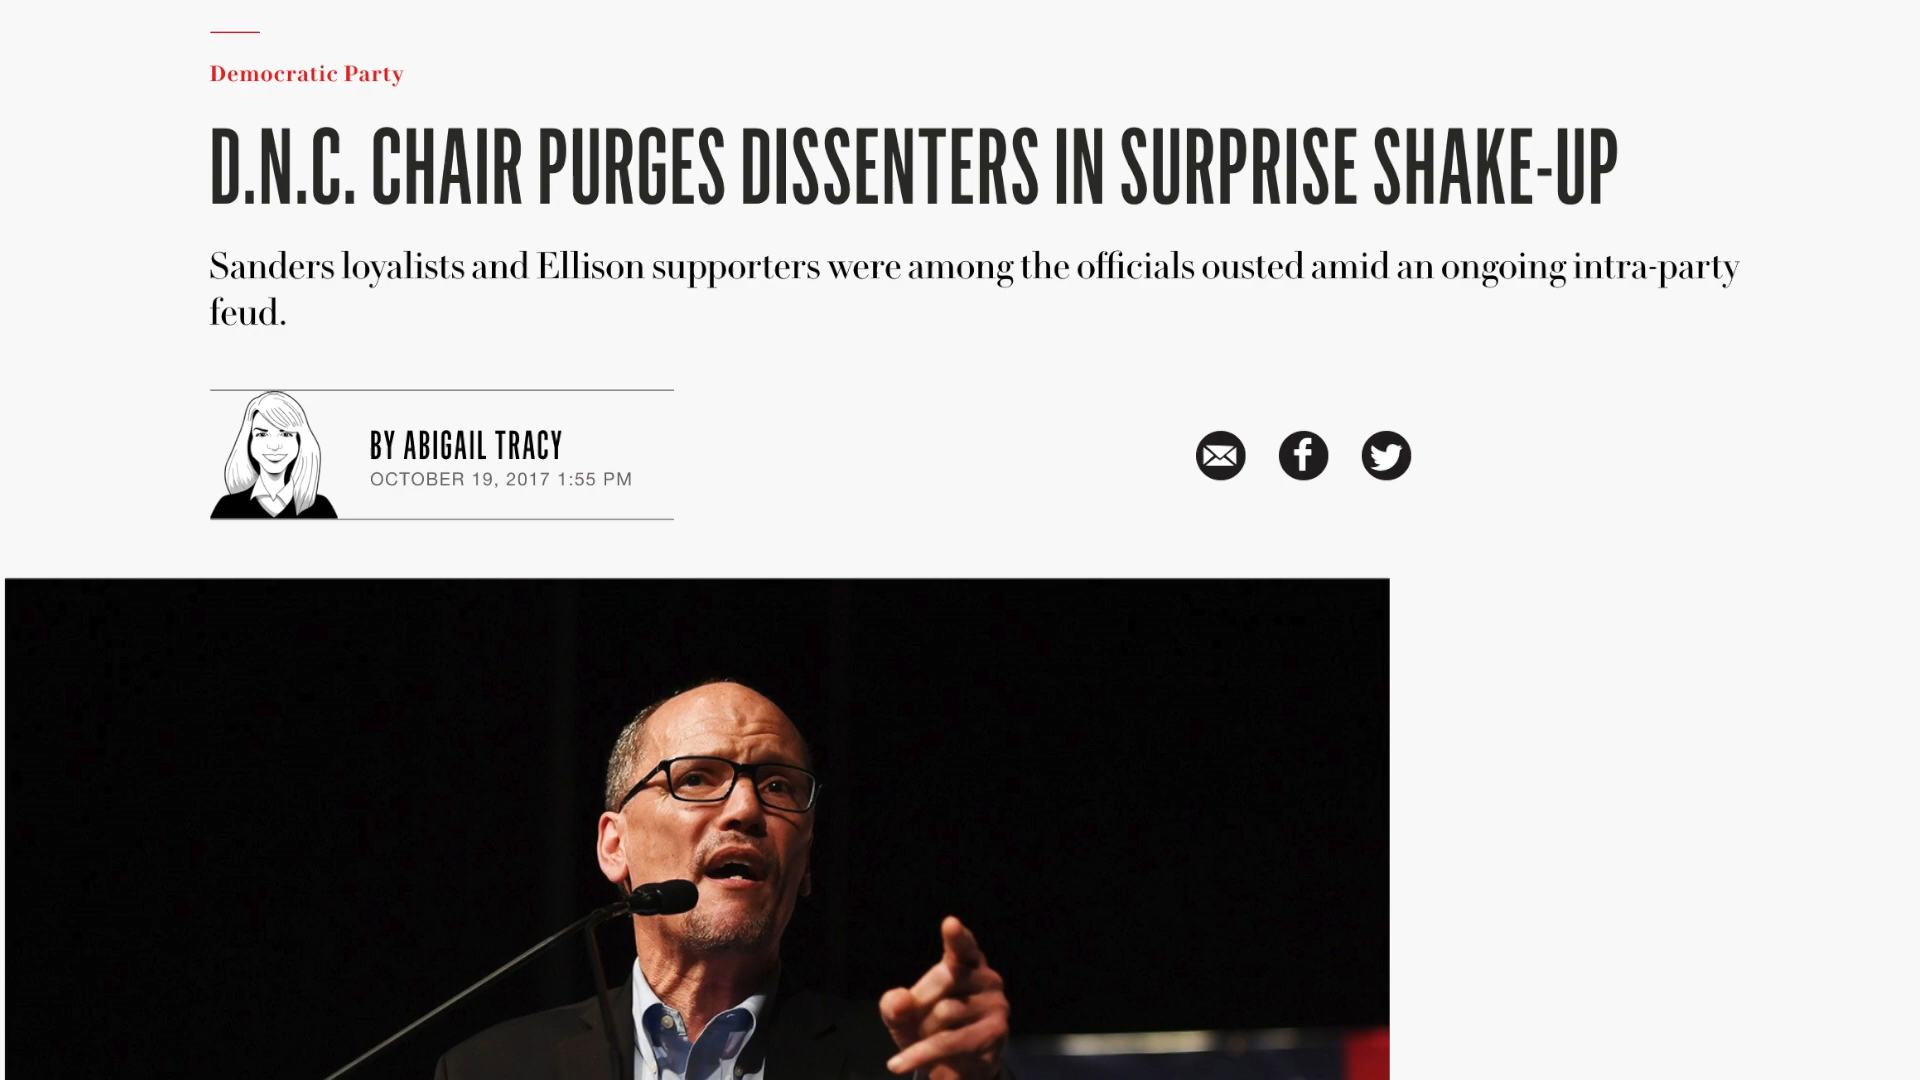 Democratic Party
D.N.C. CHAIR PURGES DISSENTERS IN SURPRISE SHAKE-UP
Sanders loyalists and Ellison supporters were among the officials ousted amid an ongoing intra-party
feud.
BY ABIGAIL TRACY
OCTOBER 19, 2017 1:55 PM